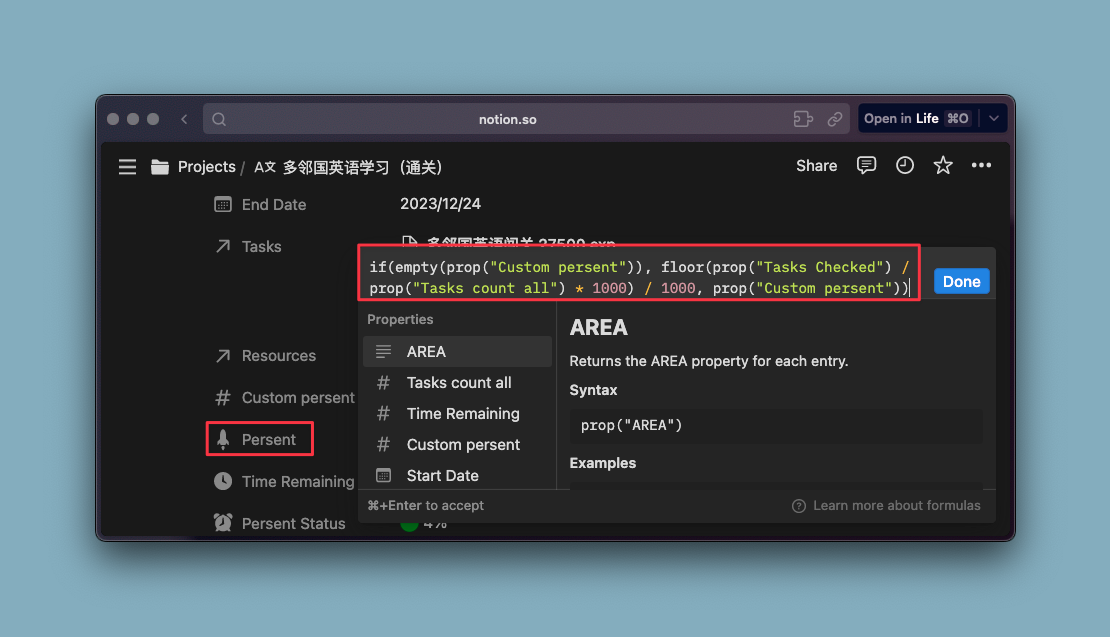 notion.so
Open in Life ⌘O
Projects / A文 多邻国英语学习（通关）
Share
End Date
2023/12/24
Tasks
多邻国英语闯关 27500 exp
if(empty(prop("Custom persent")), floor(prop("Tasks Checked") /
prop("Tasks count all") * 1000) / 1000, prop("Custom persent"))
Done
Properties
AREA
Tasks count all
Time Remaining
Custom persent
Start Date
AREA
Returns the AREA property for each entry.
Syntax
prop("AREA")
Examples
Resources
Custom persent
Persent
Time Remaining
Persent Status
⌘+Enter to accept
Learn more about formulas
4%